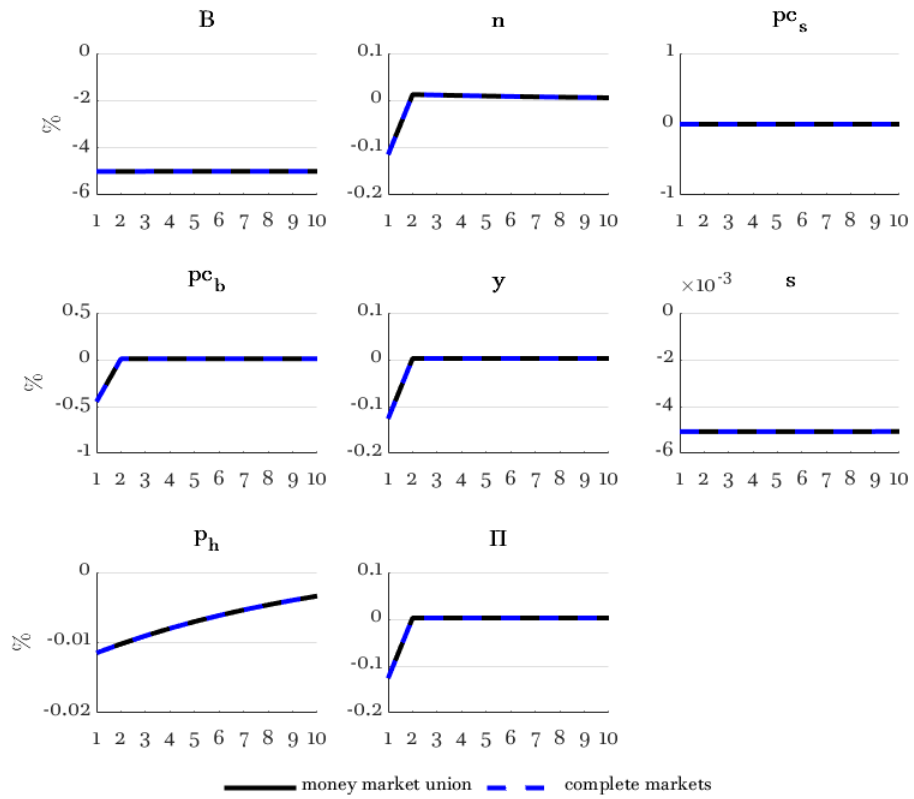 B n pc_s
0 0.1 1
-2 0 0
-4 -0.1
-6 -0.2 -1
%
1 2 3 4 5 6 7 8 9 10 1 2 3 4 5 6 7 8 9 10 1 2 3 4 5 6 7 8 9 10
pc_b y ×10^-3 s
0.5 0.1 0
0 0 -2
-0.5 -0.1 -4
-1 -0.2 -6
%
1 2 3 4 5 6 7 8 9 10 1 2 3 4 5 6 7 8 9 10 1 2 3 4 5 6 7 8 9 10
p_h Π
0 0.1
0
-0.01 -0.1
-0.02 -0.2
%
1 2 3 4 5 6 7 8 9 10 1 2 3 4 5 6 7 8 9 10
money market union complete markets